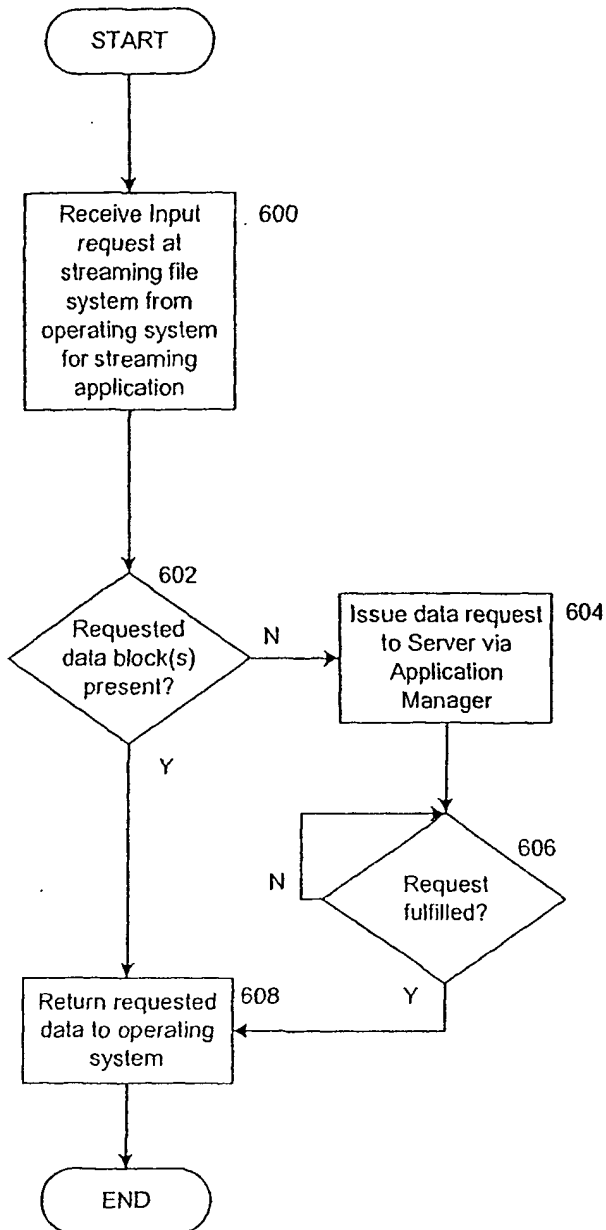 START
Receive Input
request at
streaming file
system from
operating system
for streaming
application
600
602
Requested
data block(s)
present?
N
Y
Issue data request
to Server via
Application
Manager
604
606
Request
fulfilled?
N
Y
Return requested
data to operating
system
608
END